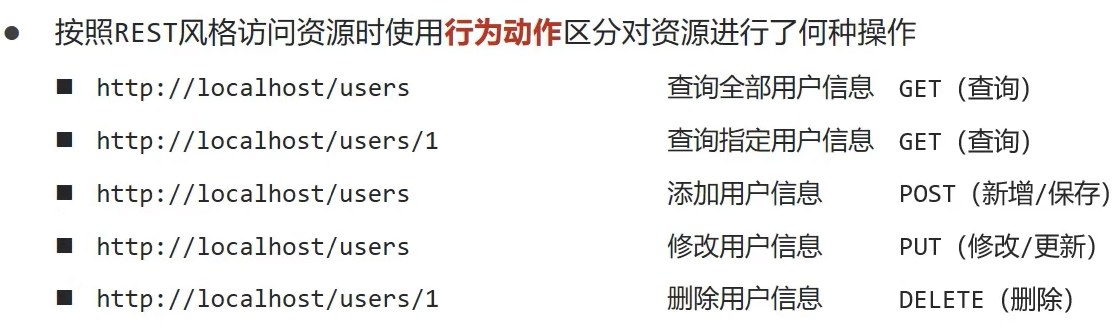 ● 按照REST风格访问资源时使用行为动作区分对资源进行了何种操作
■ http://localhost/users 查询全部用户信息 GET（查询）
■ http://localhost/users/1 查询指定用户信息 GET（查询）
■ http://localhost/users 添加用户信息 POST（新增/保存）
■ http://localhost/users 修改用户信息 PUT（修改/更新）
■ http://localhost/users/1 删除用户信息 DELETE（删除）